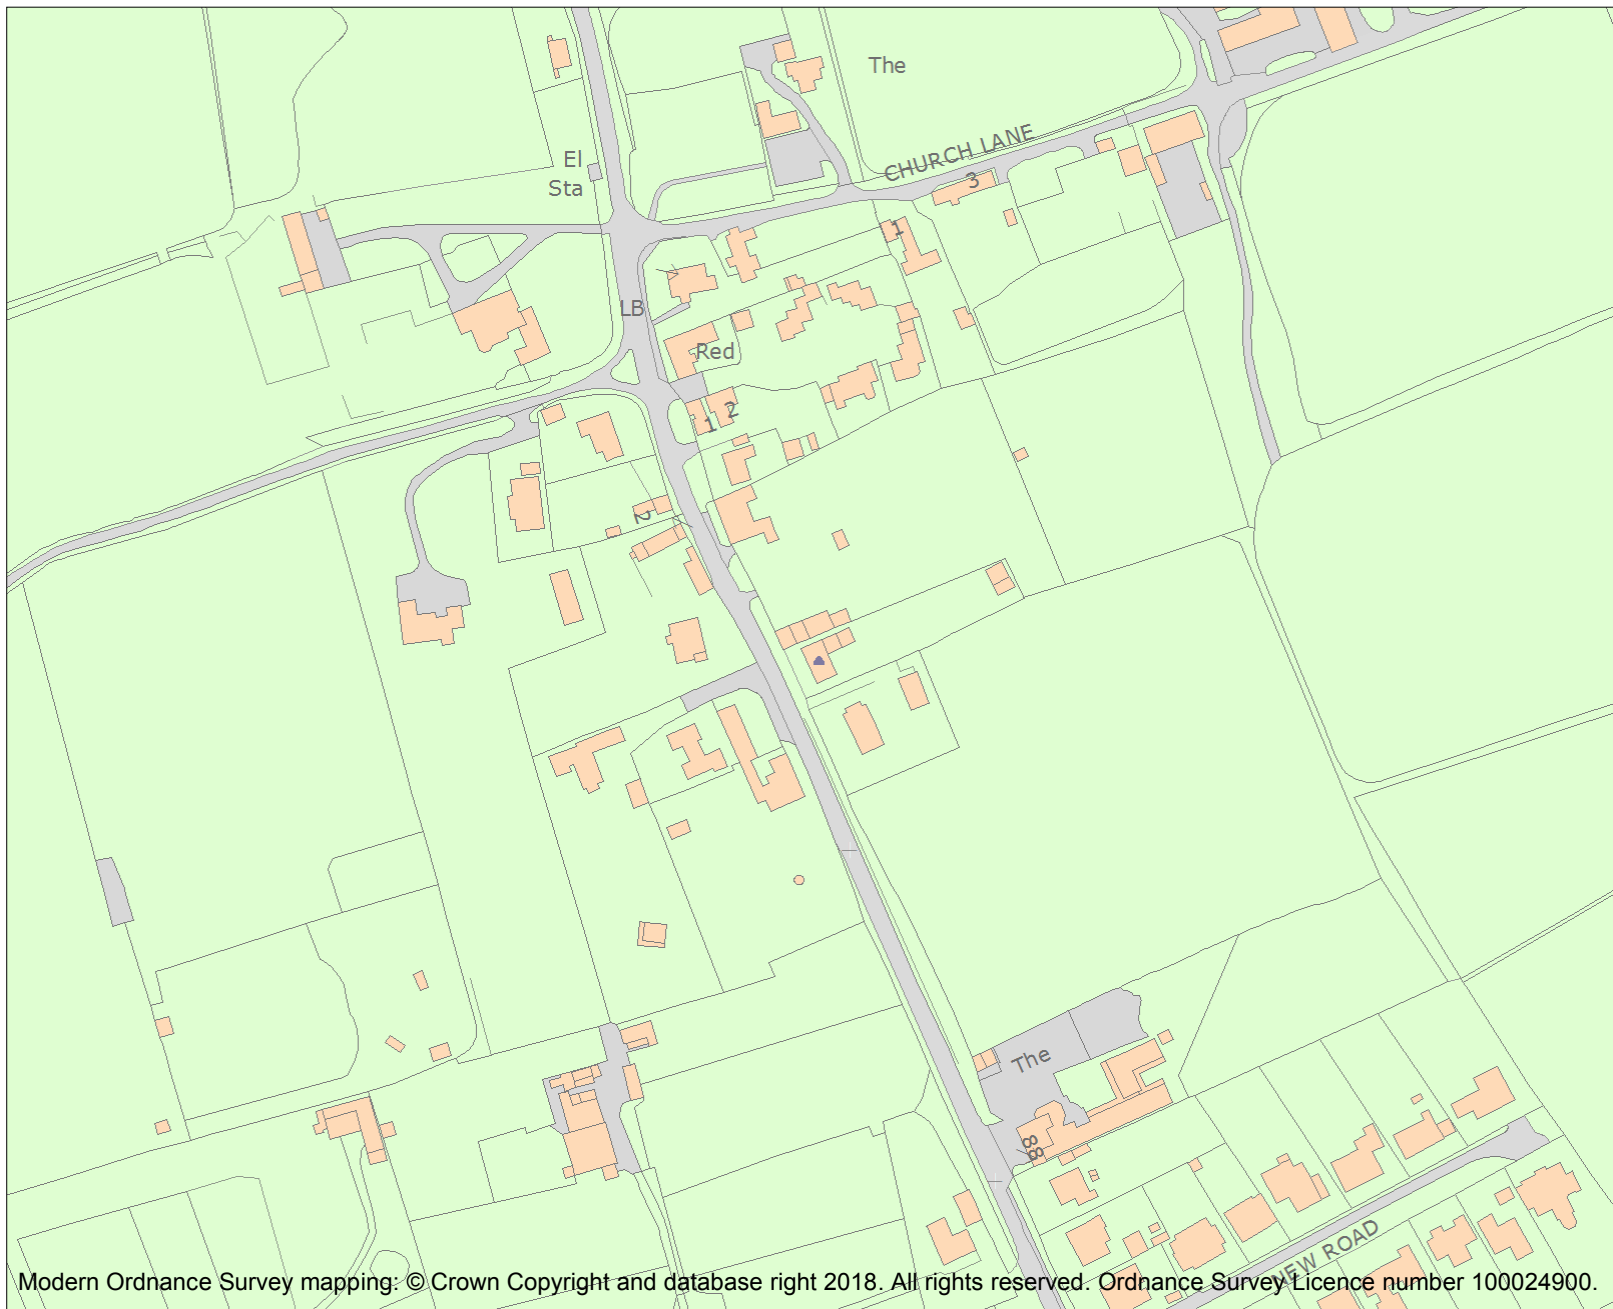 The
CHURCH LANE
El
Sta
3
1
LB
Red
2
1
2
The
88
NEW ROAD
Modern Ordnance Survey mapping: © Crown Copyright and database right 2018. All rights reserved. Ordnance Survey Licence number 100024900.